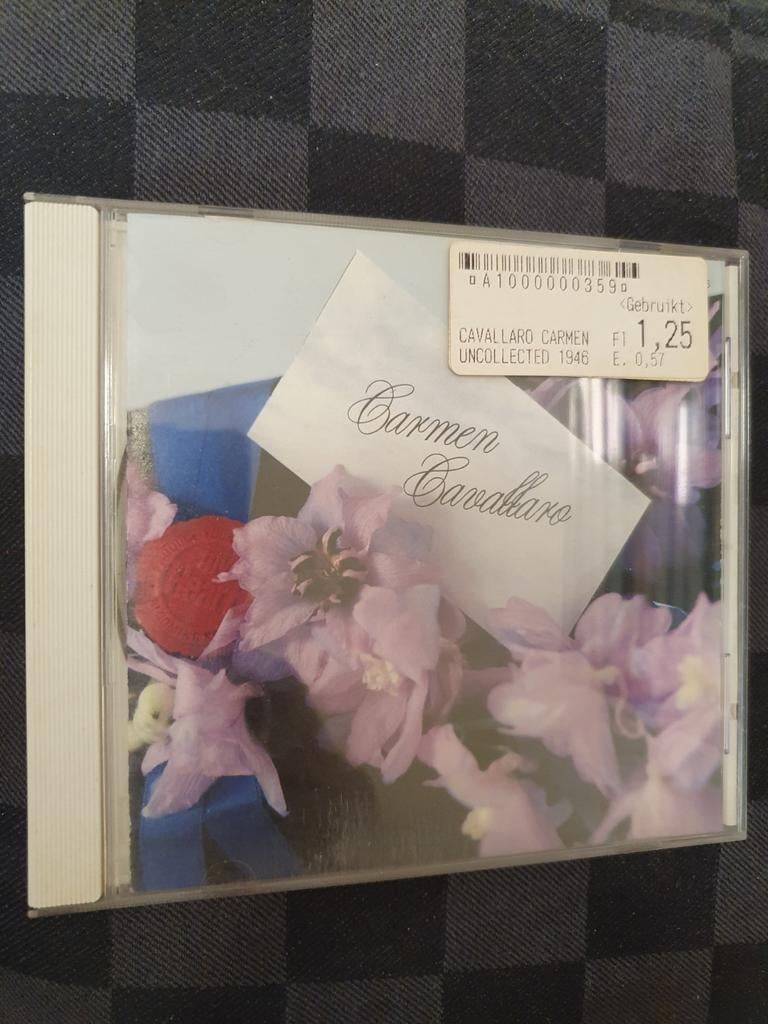 A1000000359
<Gebruikt>
CAVALLARO CARMEN Fl 1,25
UNCOLLECTED 1946 E. 0,57
Carmen
Cavallaro